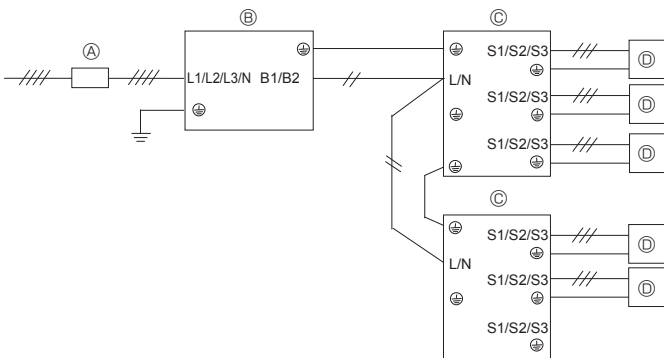 Ⓐ
Ⓑ
L1/L2/L3/N B1/B2
Ⓒ
S1/S2/S3
L/N
S1/S2/S3
S1/S2/S3
Ⓓ
Ⓓ
Ⓓ
Ⓒ
S1/S2/S3
L/N
S1/S2/S3
S1/S2/S3
Ⓓ
Ⓓ